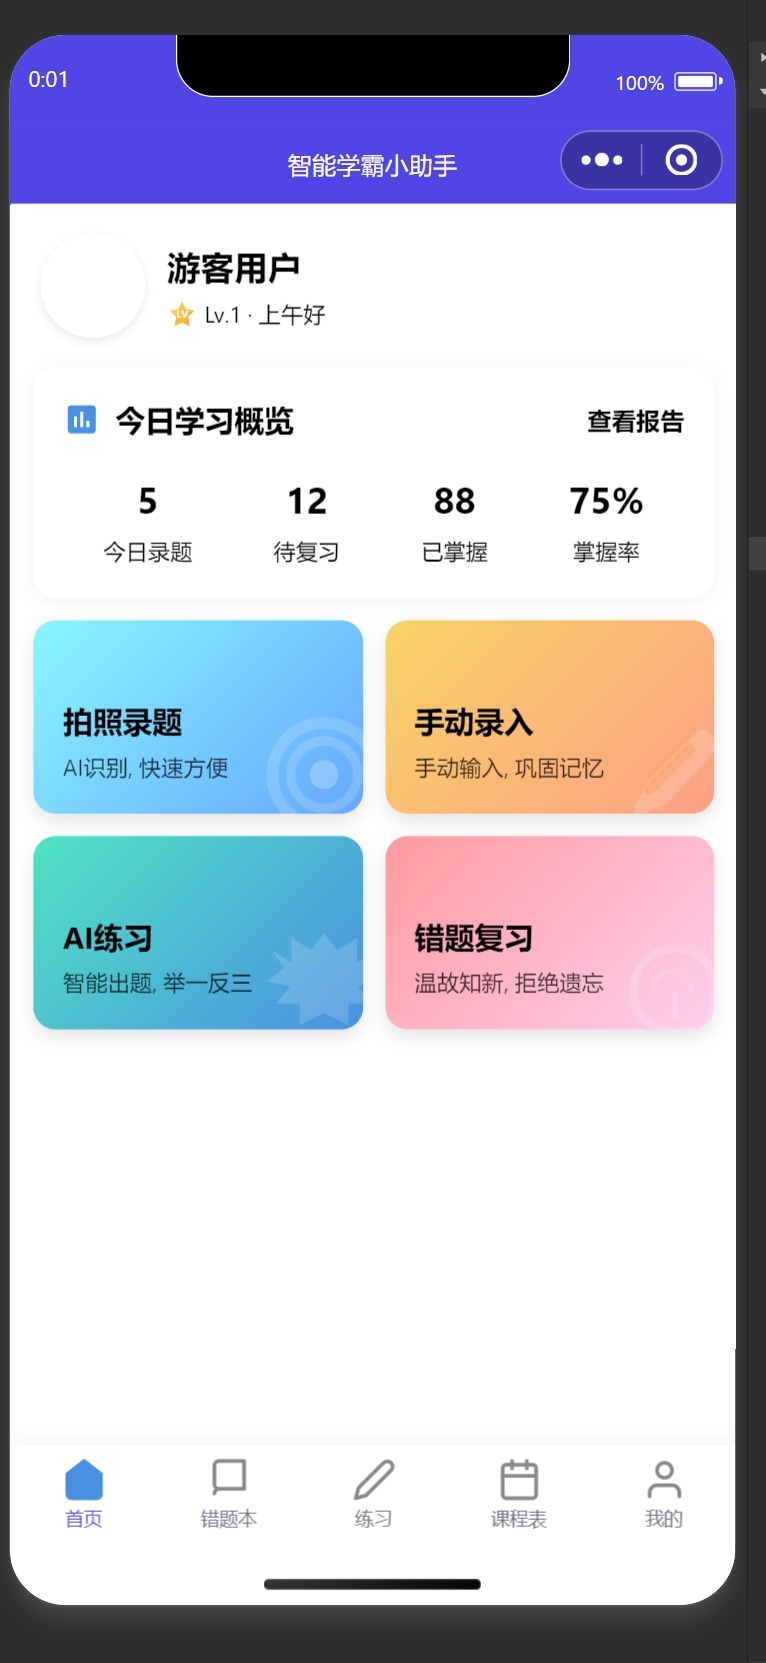 0:01
100%
智能学霸小助手
游客用户
Lv Lv.1 · 上午好
今日学习概览
查看报告
5 12 88 75%
今日录题 待复习 已掌握 掌握率
拍照录题
AI识别, 快速方便
手动录入
手动输入, 巩固记忆
AI练习
智能出题, 举一反三
错题复习
温故知新, 拒绝遗忘
首页 错题本 练习 课程表 我的